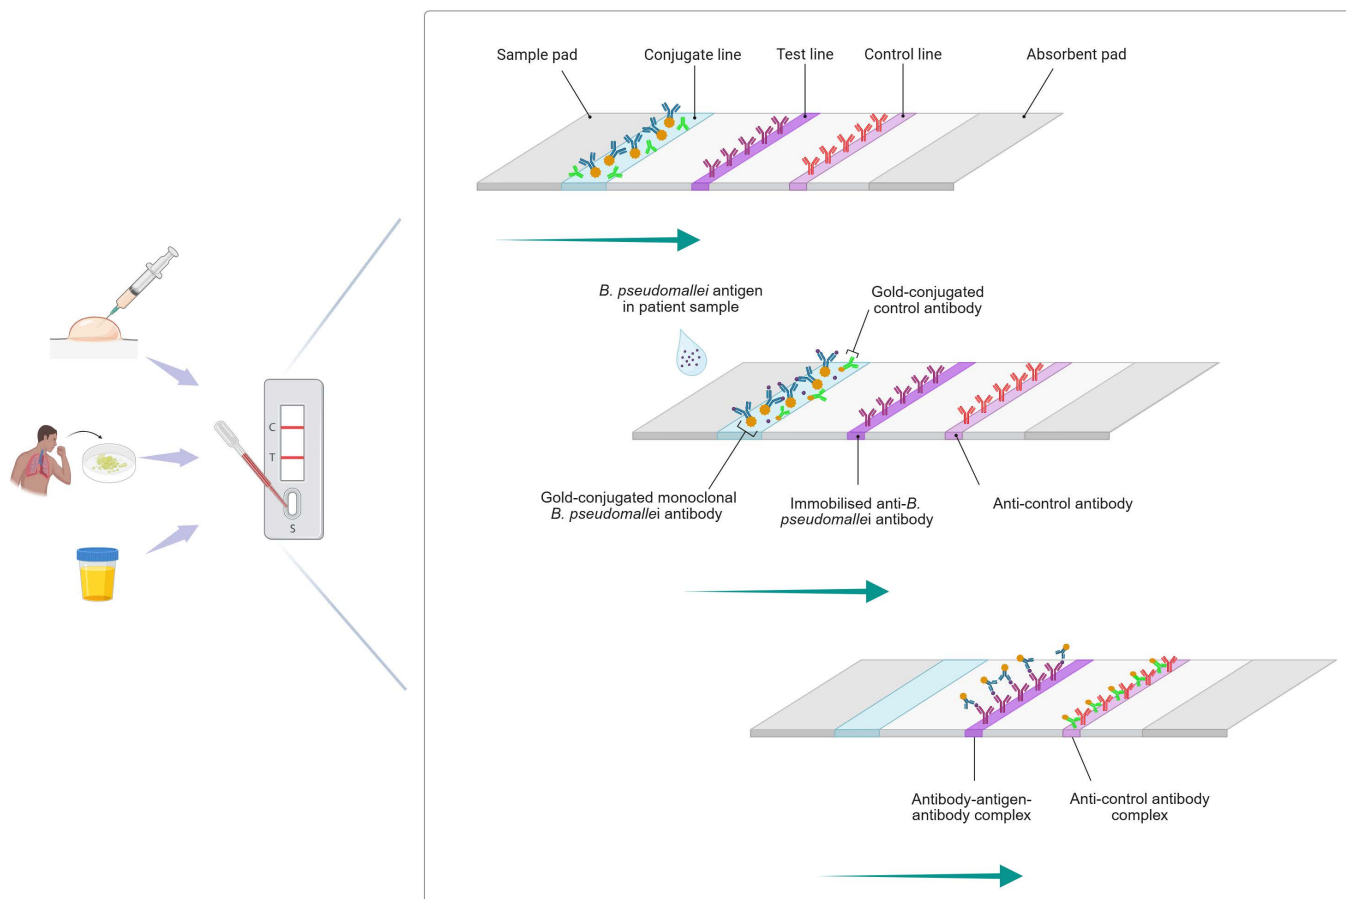 Sample pad
Conjugate line
Test line
Control line
Absorbent pad
B. pseudomallei antigen
in patient sample
Gold-conjugated
control antibody
C
T
S
Gold-conjugated monoclonal
B. pseudomallei antibody
Immobilised anti-B.
pseudomallei antibody
Anti-control antibody
Antibody-antigen-
antibody complex
Anti-control antibody
complex